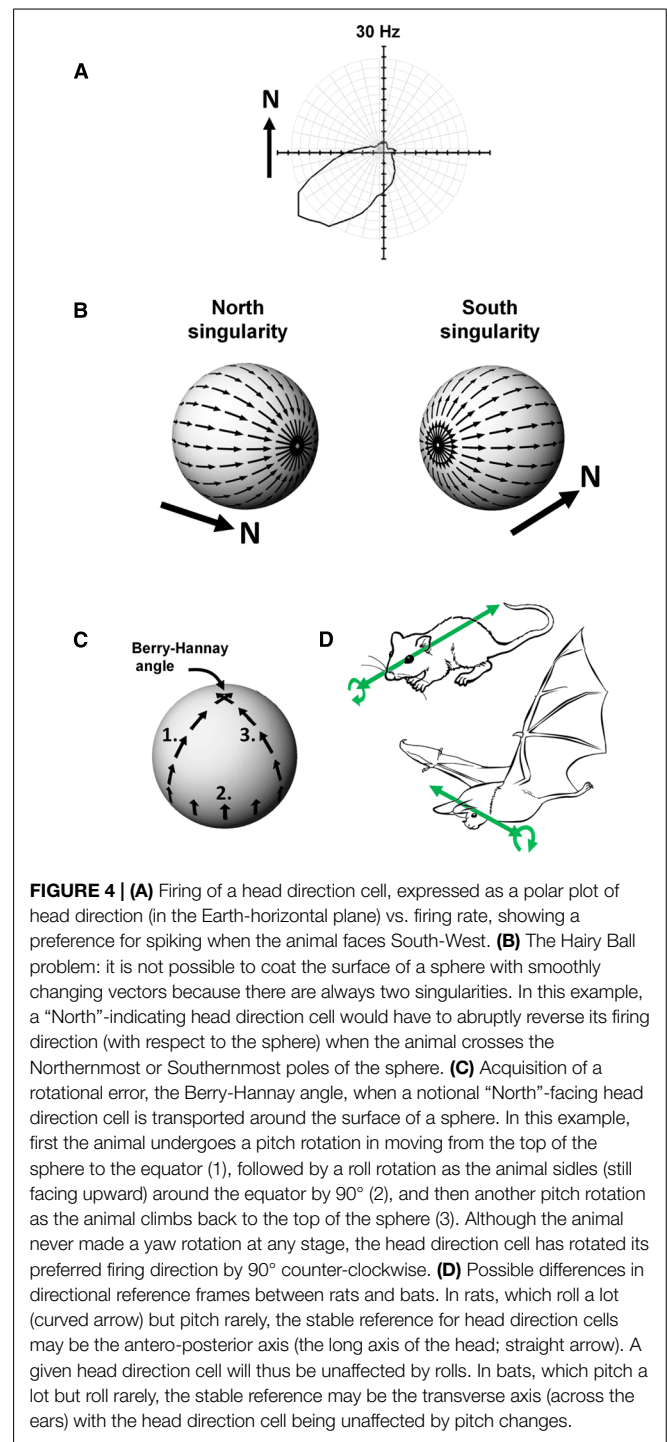 30 Hz
A
N
B
North
singularity
South
singularity
N
N
C
Berry-Hannay
angle
1.
3.
2.
D
FIGURE 4 | (A) Firing of a head direction cell, expressed as a polar plot of
head direction (in the Earth-horizontal plane) vs. firing rate, showing a
preference for spiking when the animal faces South-West. (B) The Hairy Ball
problem: it is not possible to coat the surface of a sphere with smoothly
changing vectors because there are always two singularities. In this example,
a “North”-indicating head direction cell would have to abruptly reverse its firing
direction (with respect to the sphere) when the animal crosses the
Northernmost or Southernmost poles of the sphere. (C) Acquisition of a
rotational error, the Berry-Hannay angle, when a notional “North”-facing head
direction cell is transported around the surface of a sphere. In this example,
first the animal undergoes a pitch rotation in moving from the top of the
sphere to the equator (1), followed by a roll rotation as the animal sidles (still
facing upward) around the equator by 90° (2), and then another pitch rotation
as the animal climbs back to the top of the sphere (3). Although the animal
never made a yaw rotation at any stage, the head direction cell has rotated its
preferred firing direction by 90° counter-clockwise. (D) Possible differences in
directional reference frames between rats and bats. In rats, which roll a lot
(curved arrow) but pitch rarely, the stable reference for head direction cells
may be the antero-posterior axis (the long axis of the head; straight arrow). A
given head direction cell will thus be unaffected by rolls. In bats, which pitch a
lot but roll rarely, the stable reference may be the transverse axis (across the
ears) with the head direction cell being unaffected by pitch changes.